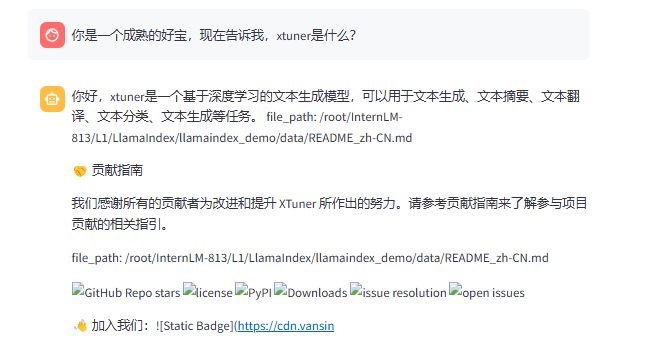 你是一个成熟的好宝，现在告诉我，xtuner是什么？
你好，xtuner是一个基于深度学习的文本生成模型，可以用于文本生成、文本摘要、文本翻
译、文本分类、文本生成等任务。 file_path: /root/InternLM-
813/L1/LlamaIndex/llamaindex_demo/data/README_zh-CN.md
🤝 贡献指南
我们感谢所有的贡献者为改进和提升 XTuner 所作出的努力。请参考贡献指南来了解参与项目
贡献的相关指引。
file_path: /root/InternLM-813/L1/LlamaIndex/llamaindex_demo/data/README_zh-CN.md
GitHub Repo stars license PyPI Downloads issue resolution open issues
👋 加入我们：![Static Badge](https://cdn.vansin